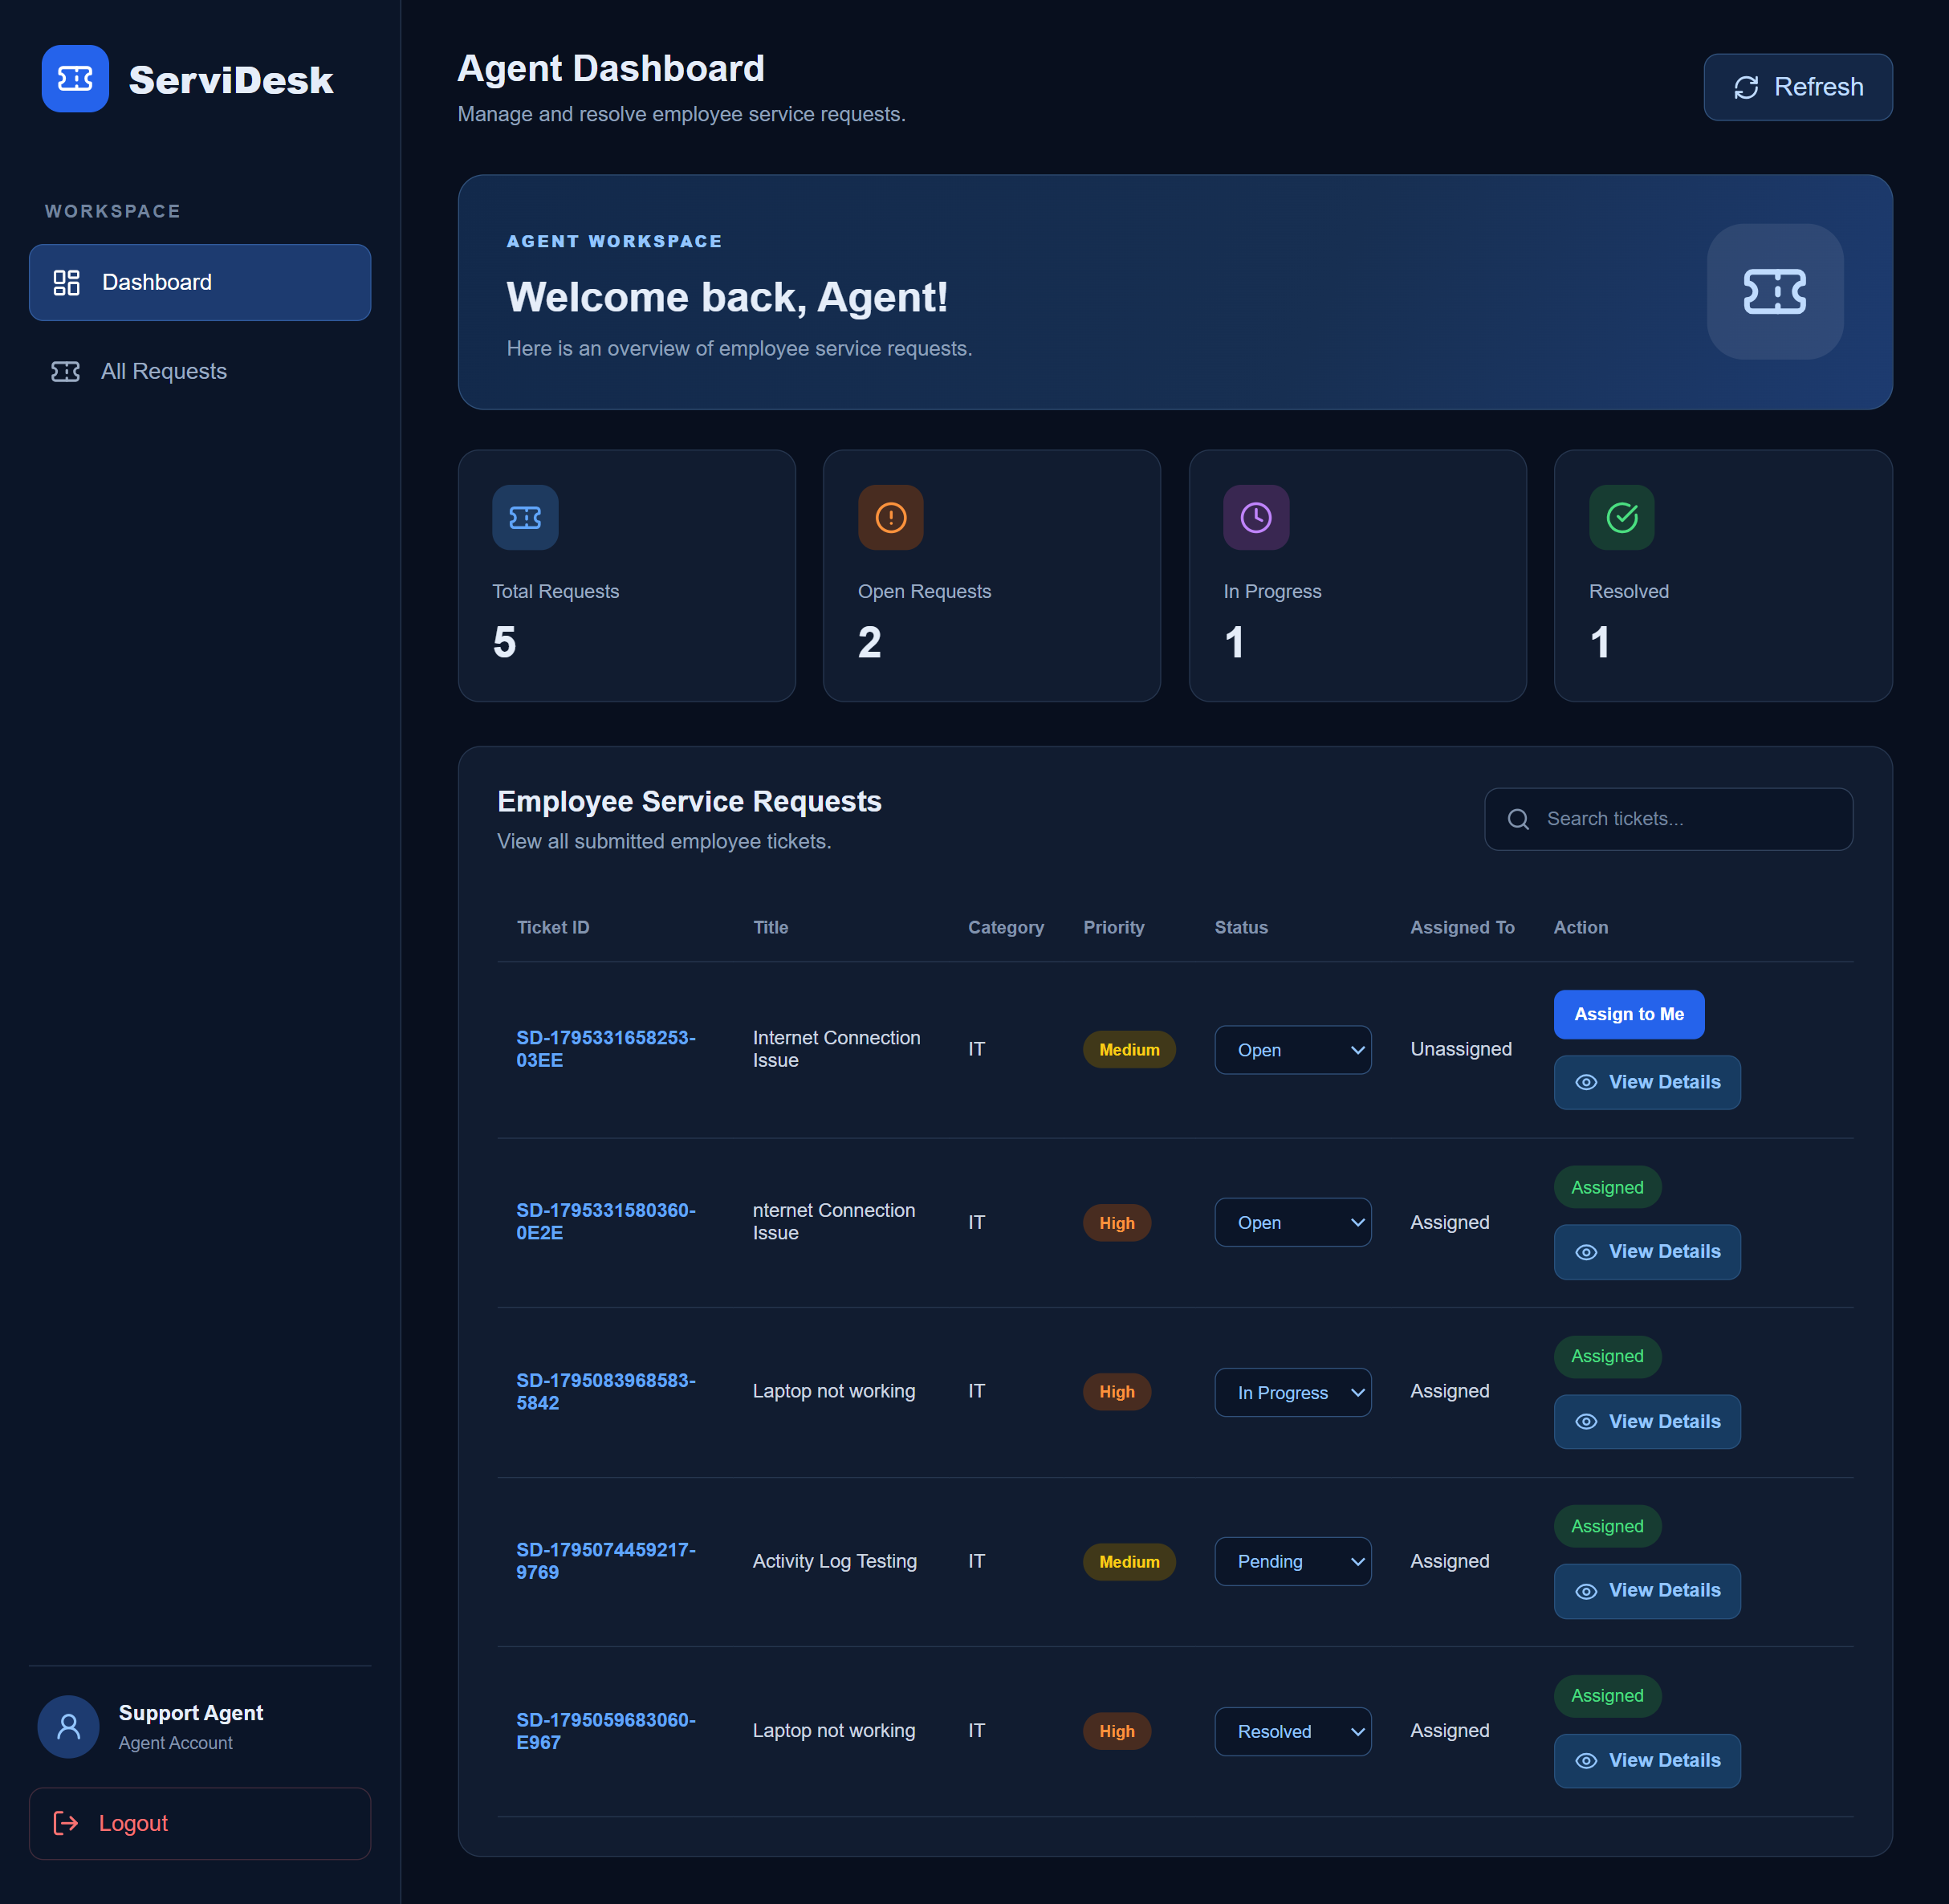 ServiDesk
WORKSPACE
Dashboard
All Requests
Support Agent
Agent Account
Logout
Agent Dashboard
Manage and resolve employee service requests.
Refresh
AGENT WORKSPACE
Welcome back, Agent!
Here is an overview of employee service requests.
Total Requests
5
Open Requests
2
In Progress
1
Resolved
1
Employee Service Requests
View all submitted employee tickets.
Search tickets...
Ticket ID Title Category Priority Status Assigned To Action
SD-1795331658253-
03EE
Internet Connection
Issue
IT
Medium
Open
Unassigned
Assign to Me
View Details
SD-1795331580360-
0E2E
nternet Connection
Issue
IT
High
Open
Assigned
Assigned
View Details
SD-1795083968583-
5842
Laptop not working
IT
High
In Progress
Assigned
Assigned
View Details
SD-1795074459217-
9769
Activity Log Testing
IT
Medium
Pending
Assigned
Assigned
View Details
SD-1795059683060-
E967
Laptop not working
IT
High
Resolved
Assigned
Assigned
View Details